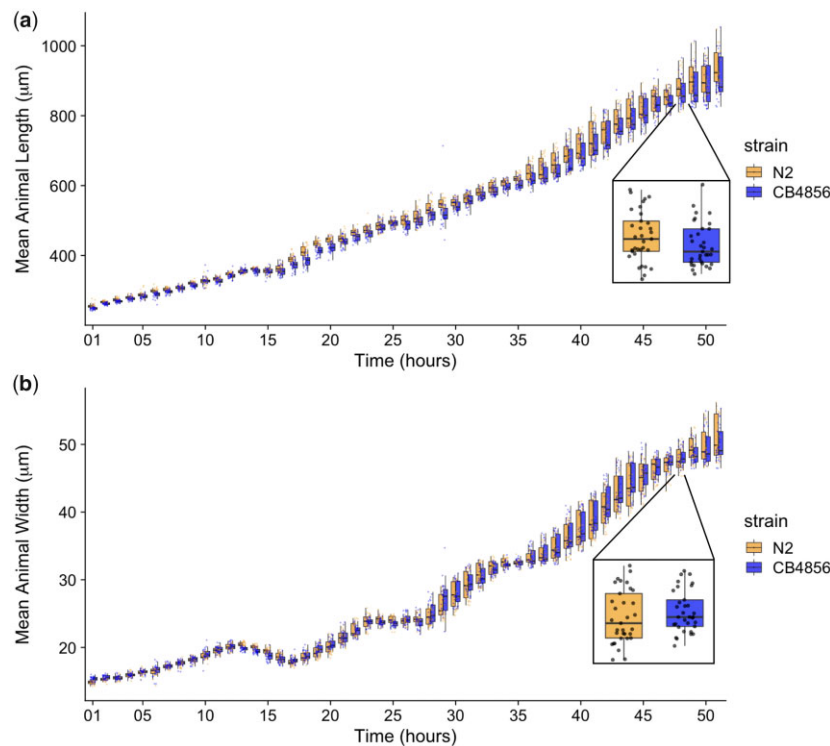 (a)
Mean Animal Length (μm)
1000
800
600
400
01 05 10 15 20 25 30 35 40 45 50
Time (hours)
strain
N2
CB4856
(b)
Mean Animal Width (μm)
50
40
30
20
01 05 10 15 20 25 30 35 40 45 50
Time (hours)
strain
N2
CB4856